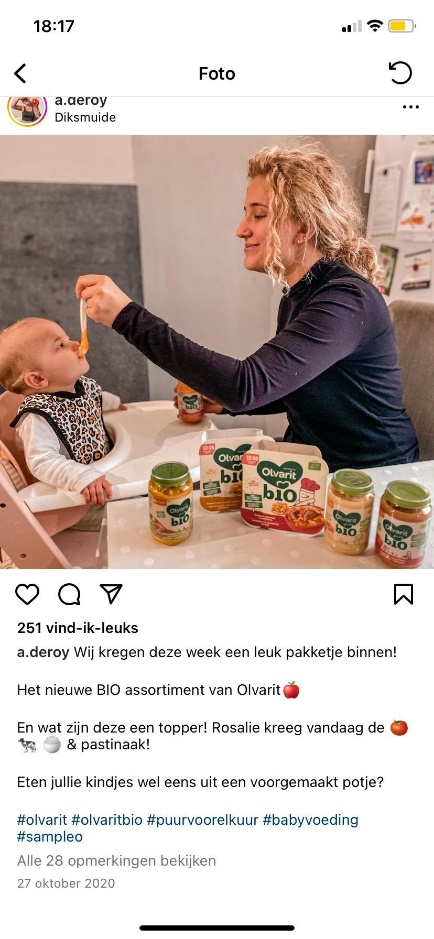 18:17
Foto
a.deroy
Diksmuide
Olvarit
bio
Olvarit
bio
Olvarit
bio
Olvarit
bio
Olvarit
bio
251 vind-ik-leuks
a.deroy Wij kregen deze week een leuk pakketje binnen!
Het nieuwe BIO assortiment van Olvarit🍎
En wat zijn deze een topper! Rosalie kreeg vandaag de 🍅
🐄 🍚 & pastinaak!
Eten jullie kindjes wel eens uit een voorgemaakt potje?
#olvarit #olvaritbio #puurvoorelkuur #babyvoeding
#sampleo
Alle 28 opmerkingen bekijken
27 oktober 2020